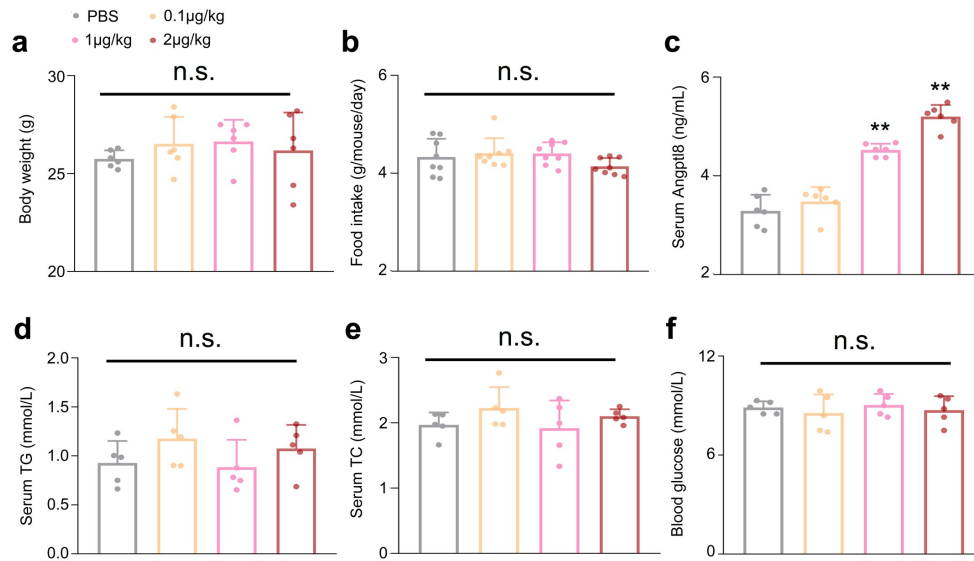 PBS 0.1µg/kg
1µg/kg 2µg/kg
a
n.s.
Body weight (g)
30
25
20
b
n.s.
Food intake (g/mouse/day)
6
4
2
c
**
**
Serum Angptl8 (ng/mL)
6
4
2
d
n.s.
Serum TG (mmol/L)
2.0
1.5
1.0
0.5
0.0
e
n.s.
Serum TC (mmol/L)
3
2
1
0
f
n.s.
Blood glucose (mmol/L)
12
6
0